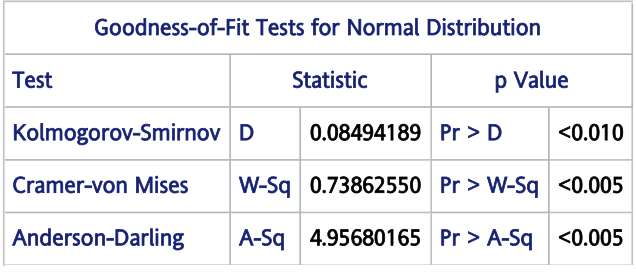 Goodness-of-Fit Tests for Normal Distribution
Test Statistic p Value
Kolmogorov-Smirnov D 0.08494189 Pr > D <0.010
Cramer-von Mises W-Sq 0.73862550 Pr > W-Sq <0.005
Anderson-Darling A-Sq 4.95680165 Pr > A-Sq <0.005